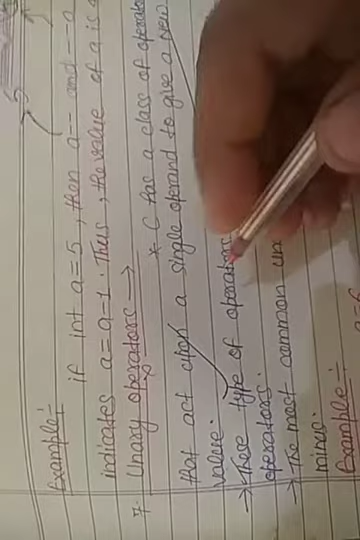 Example:-
if int a=5, then a-- and --a
indicates a=a-1. Thus, the value of a is
7. Unary operators →
* C has a class of operator
that act upon a single operand to give a new
value.
→ These type of operators
operators.
→ The most common un
minus.
Example:-